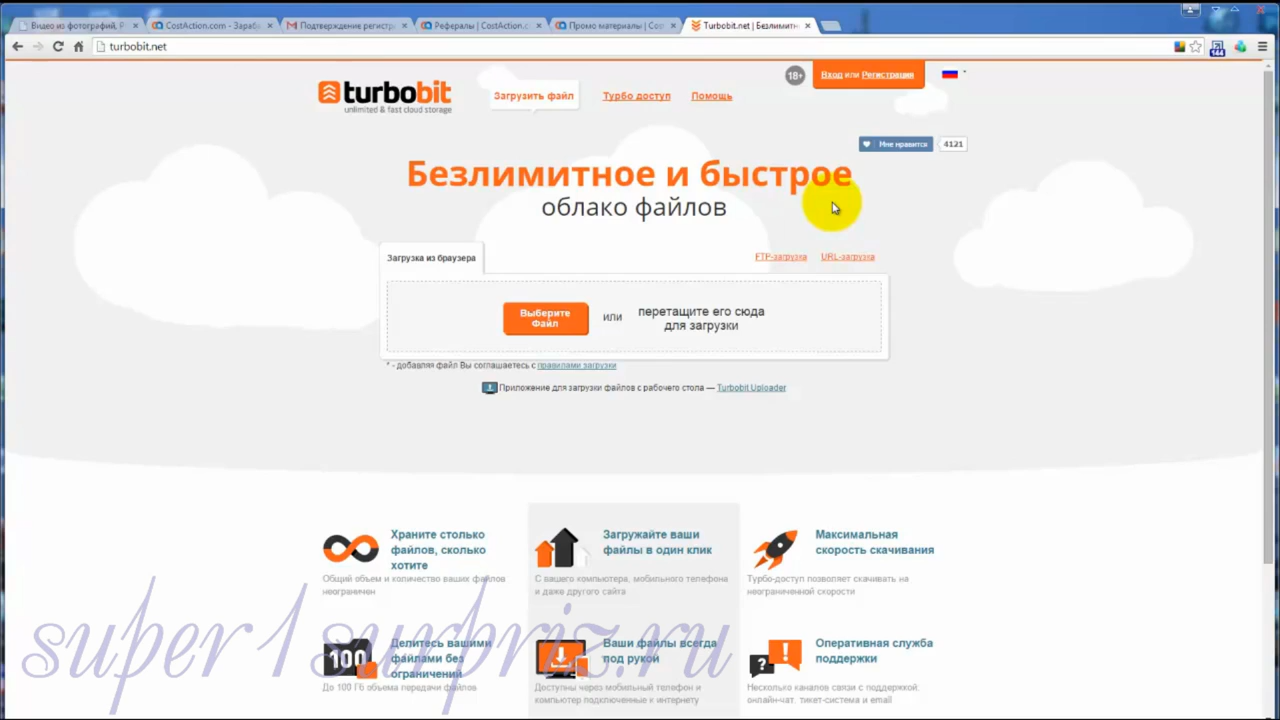 Видео из фотографий, Р
CostAction.com - Зараб
Подтверждение регистр
Рефералы | CostAction.c
Промо материалы | Cos
Turbobit.net | Безлимитн
turbobit.net
144
turbobit
unlimited & fast cloud storage
Загрузить файл
Турбо доступ
Помощь
18+
Вход или Регистрация
Мне нравится
4121
Безлимитное и быстрое
облако файлов
Загрузка из браузера
FTP-загрузка
URL-загрузка
Выберите
Файл
или
перетащите его сюда
для загрузки
* - добавляя файл Вы соглашаетесь с правилами загрузки
Приложение для загрузки файлов с рабочего стола — Turbobit Uploader
Храните столько
файлов, сколько
хотите
Общий объем и количество ваших файлов
неограничен
Загружайте ваши
файлы в один клик
С вашего компьютера, мобильного телефона
и даже другого сайта
Максимальная
скорость скачивания
Турбо-доступ позволяет скачивать на
неограниченной скорости
100
Делитесь вашими
файлами без
ограничений
До 100 Гб объема передачи файлов
Ваши файлы всегда
под рукой
Доступны через мобильный телефон и
компьютер подключенные к интернету
Оперативная служба
поддержки
Несколько каналов связи с поддержкой:
онлайн-чат, тикет-система и email
super1surpriz.ru